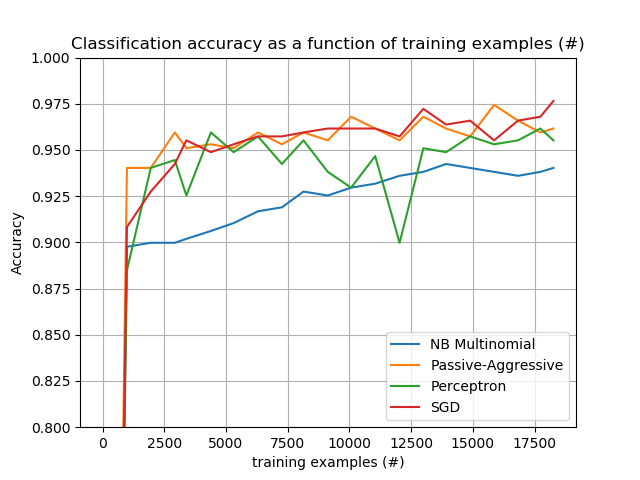 Classification accuracy as a function of training examples (#)
1.000
0.975
0.950
0.925
0.900
0.875
0.850
0.825
0.800
Accuracy
NB Multinomial
Passive-Aggressive
Perceptron
SGD
0 2500 5000 7500 10000 12500 15000 17500
training examples (#)